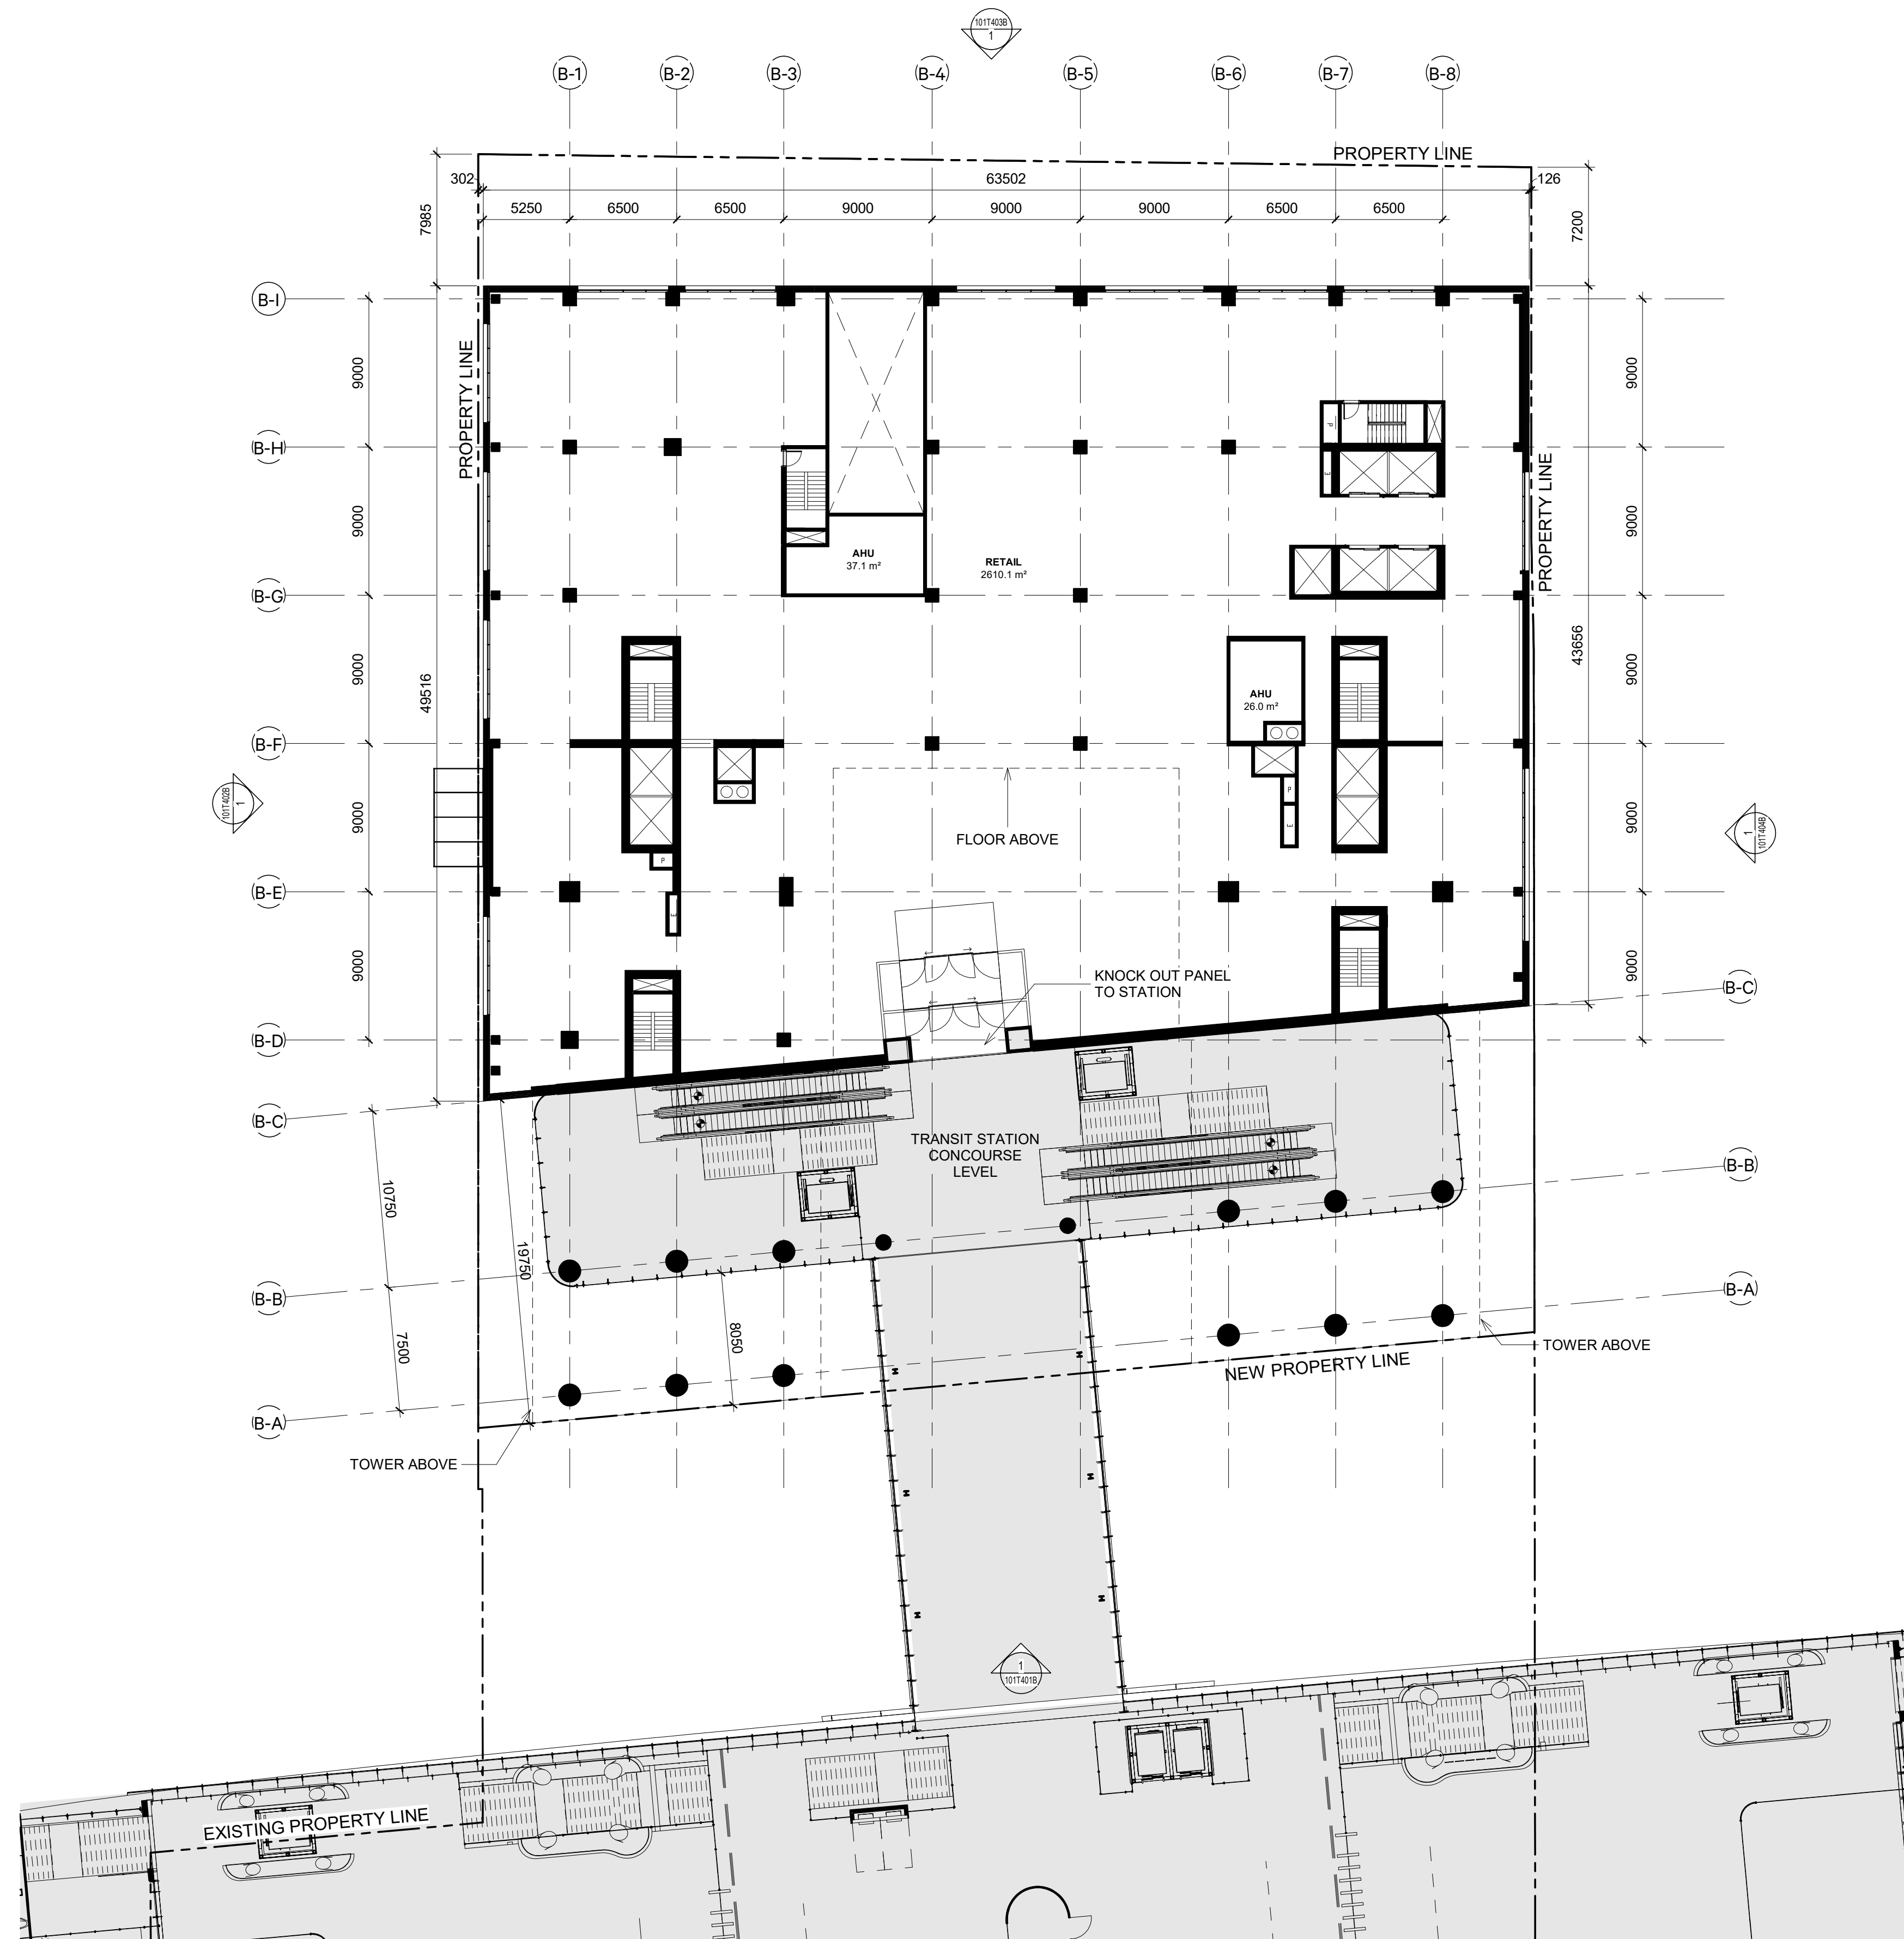 101T403B
1
B-1
B-2
B-3
B-4
B-5
B-6
B-7
B-8
PROPERTY LINE
302
63502
126
5250
6500
6500
9000
9000
9000
6500
6500
7985
7200
B-I
PROPERTY LINE
9000
9000
P
B-H
PROPERTY LINE
E
9000
9000
AHU
37.1 m²
RETAIL
2610.1 m²
B-G
49516
9000
43656
9000
AHU
26.0 m²
B-F
101T402B
1
P
9000
E
FLOOR ABOVE
9000
1
101T404B
P
B-E
E
9000
KNOCK OUT PANEL
TO STATION
9000
B-C
B-D
B-C
TRANSIT STATION
CONCOURSE
LEVEL
B-B
10750
19750
B-B
B-A
7500
8050
TOWER ABOVE
NEW PROPERTY LINE
B-A
TOWER ABOVE
1
101T401B
EXISTING PROPERTY LINE